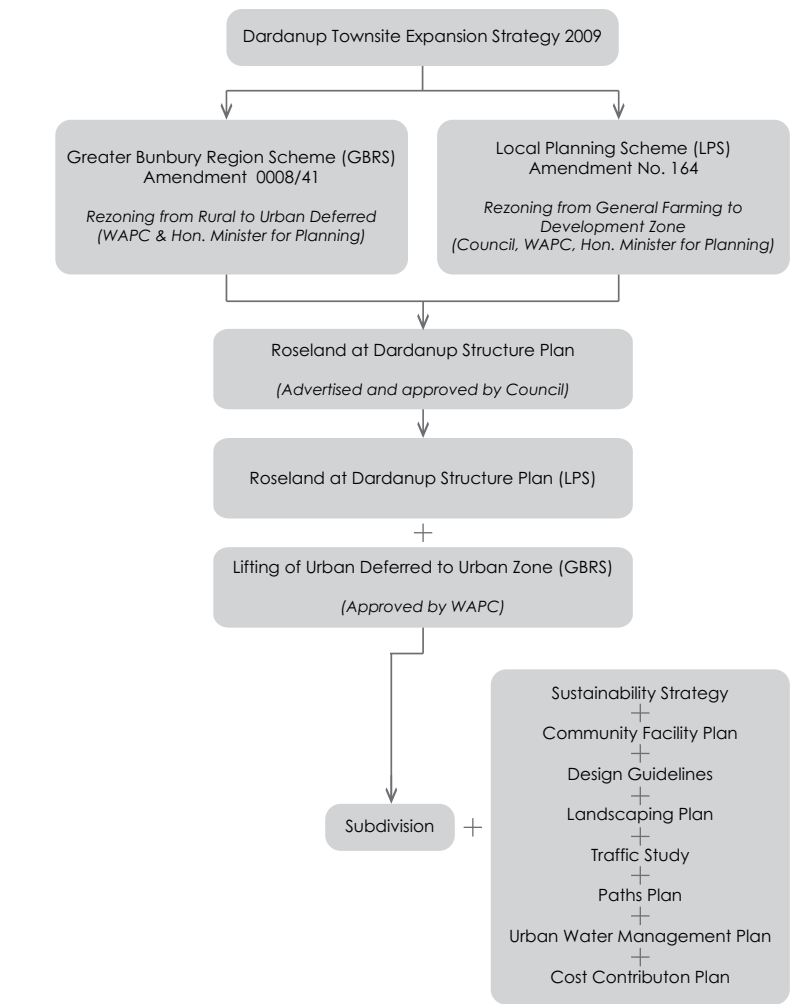 Dardanup Townsite Expansion Strategy 2009
Greater Bunbury Region Scheme (GBRS)
Amendment 0008/41
Rezoning from Rural to Urban Deferred
(WAPC & Hon. Minister for Planning)
Local Planning Scheme (LPS)
Amendment No. 164
Rezoning from General Farming to
Development Zone
(Council, WAPC, Hon. Minister for Planning)
Roseland at Dardanup Structure Plan
(Advertised and approved by Council)
Roseland at Dardanup Structure Plan (LPS)
+
Lifting of Urban Deferred to Urban Zone (GBRS)
(Approved by WAPC)
Subdivision
+
Sustainability Strategy
+
Community Facility Plan
+
Design Guidelines
+
Landscaping Plan
+
Traffic Study
+
Paths Plan
+
Urban Water Management Plan
+
Cost Contributon Plan